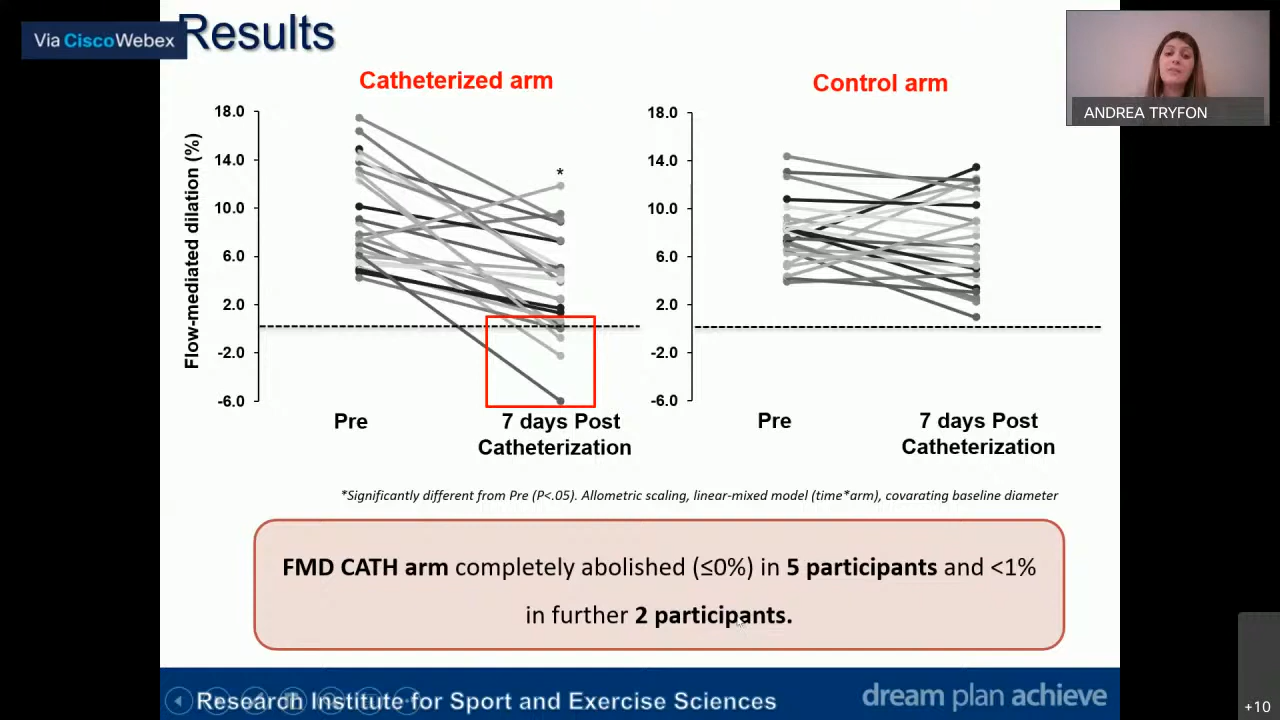 Via CiscoWebex
Results
ANDREA TRYFON
Catheterized arm
Control arm
Flow-mediated dilation (%)
18.0
14.0
10.0
6.0
2.0
-2.0
-6.0
*
Pre
7 days Post
Catheterization
18.0
14.0
10.0
6.0
2.0
-2.0
-6.0
Pre
7 days Post
Catheterization
*Significantly different from Pre (P<.05). Allometric scaling, linear-mixed model (time*arm), covarating baseline diameter
FMD CATH arm completely abolished (≤0%) in 5 participants and <1%
in further 2 participants.
Research Institute for Sport and Exercise Sciences
dream plan achieve
+10